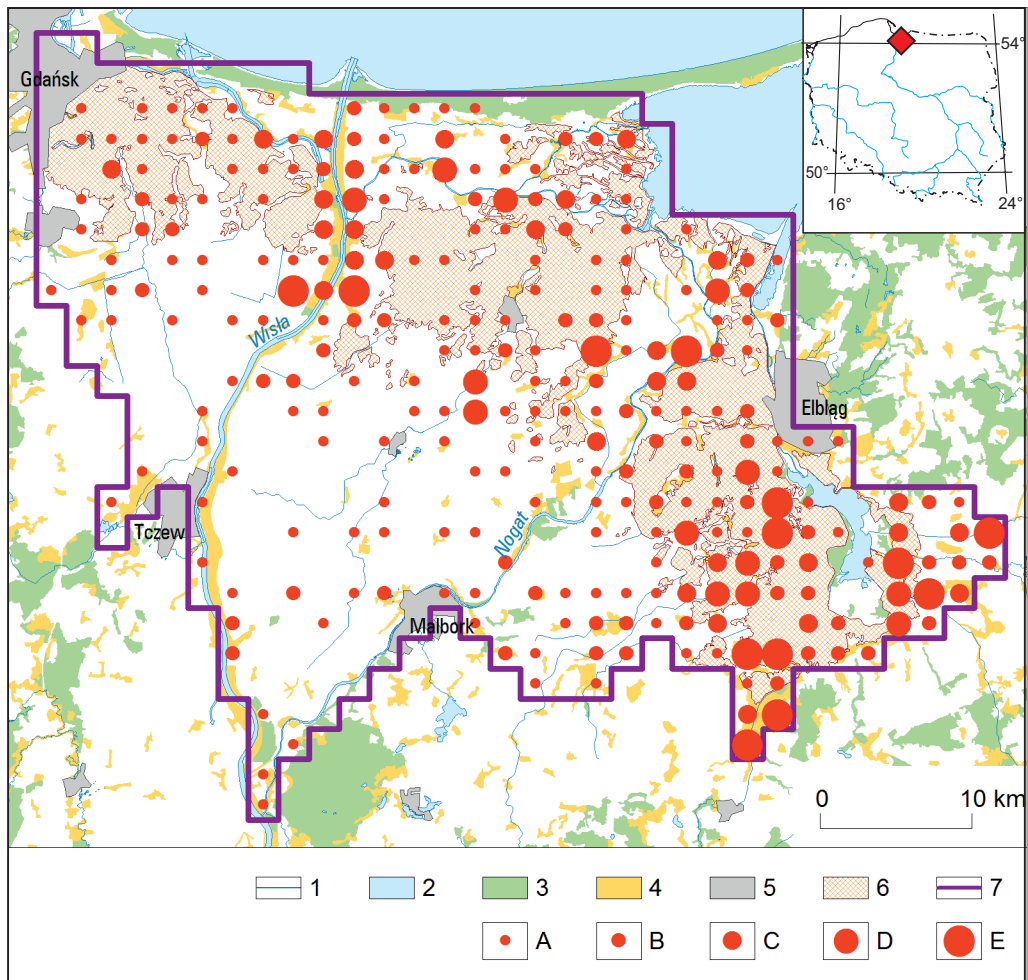 Gdańsk
54°
50°
16°
24°
Wisła
Elbląg
Tczew
Nogat
Malbork
0 10 km
1 2 3 4 5 6 7
A B C D E